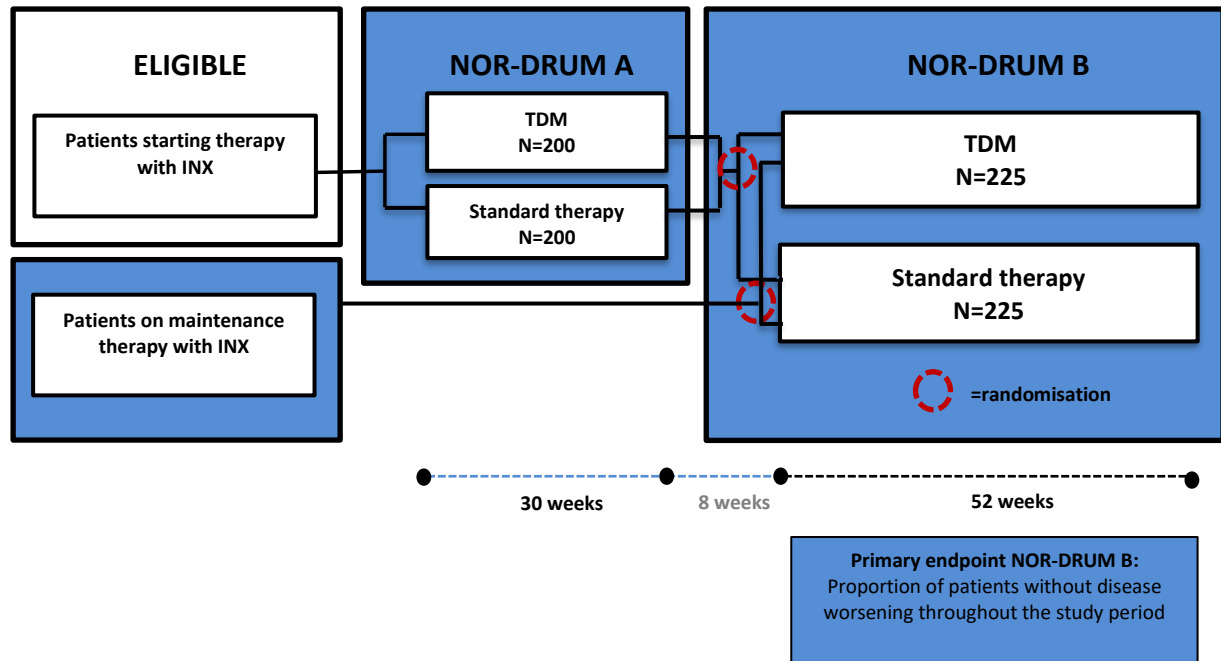 ELIGIBLE
Patients starting therapy
with INX
Patients on maintenance
therapy with INX
NOR-DRUM A
TDM
N=200
Standard therapy
N=200
NOR-DRUM B
TDM
N=225
Standard therapy
N=225
=randomisation
30 weeks
8 weeks
52 weeks
Primary endpoint NOR-DRUM B:
Proportion of patients without disease
worsening throughout the study period